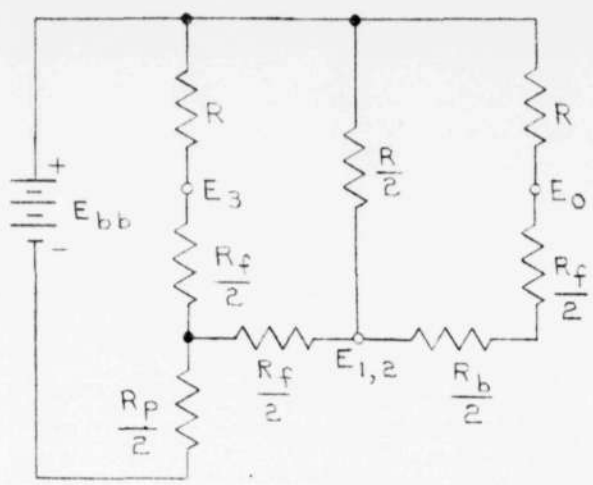 R
R
R/2
+
E3
E0
Ebb
-
Rf/2
Rf/2
E1,2
Rf/2
Rb/2
Rp/2